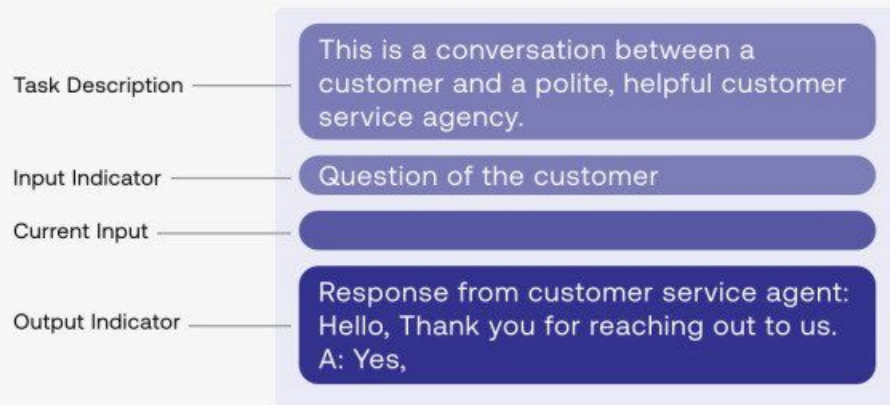 Task Description
This is a conversation between a
customer and a polite, helpful customer
service agency.
Input Indicator
Question of the customer
Current Input
Output Indicator
Response from customer service agent:
Hello, Thank you for reaching out to us.
A: Yes,